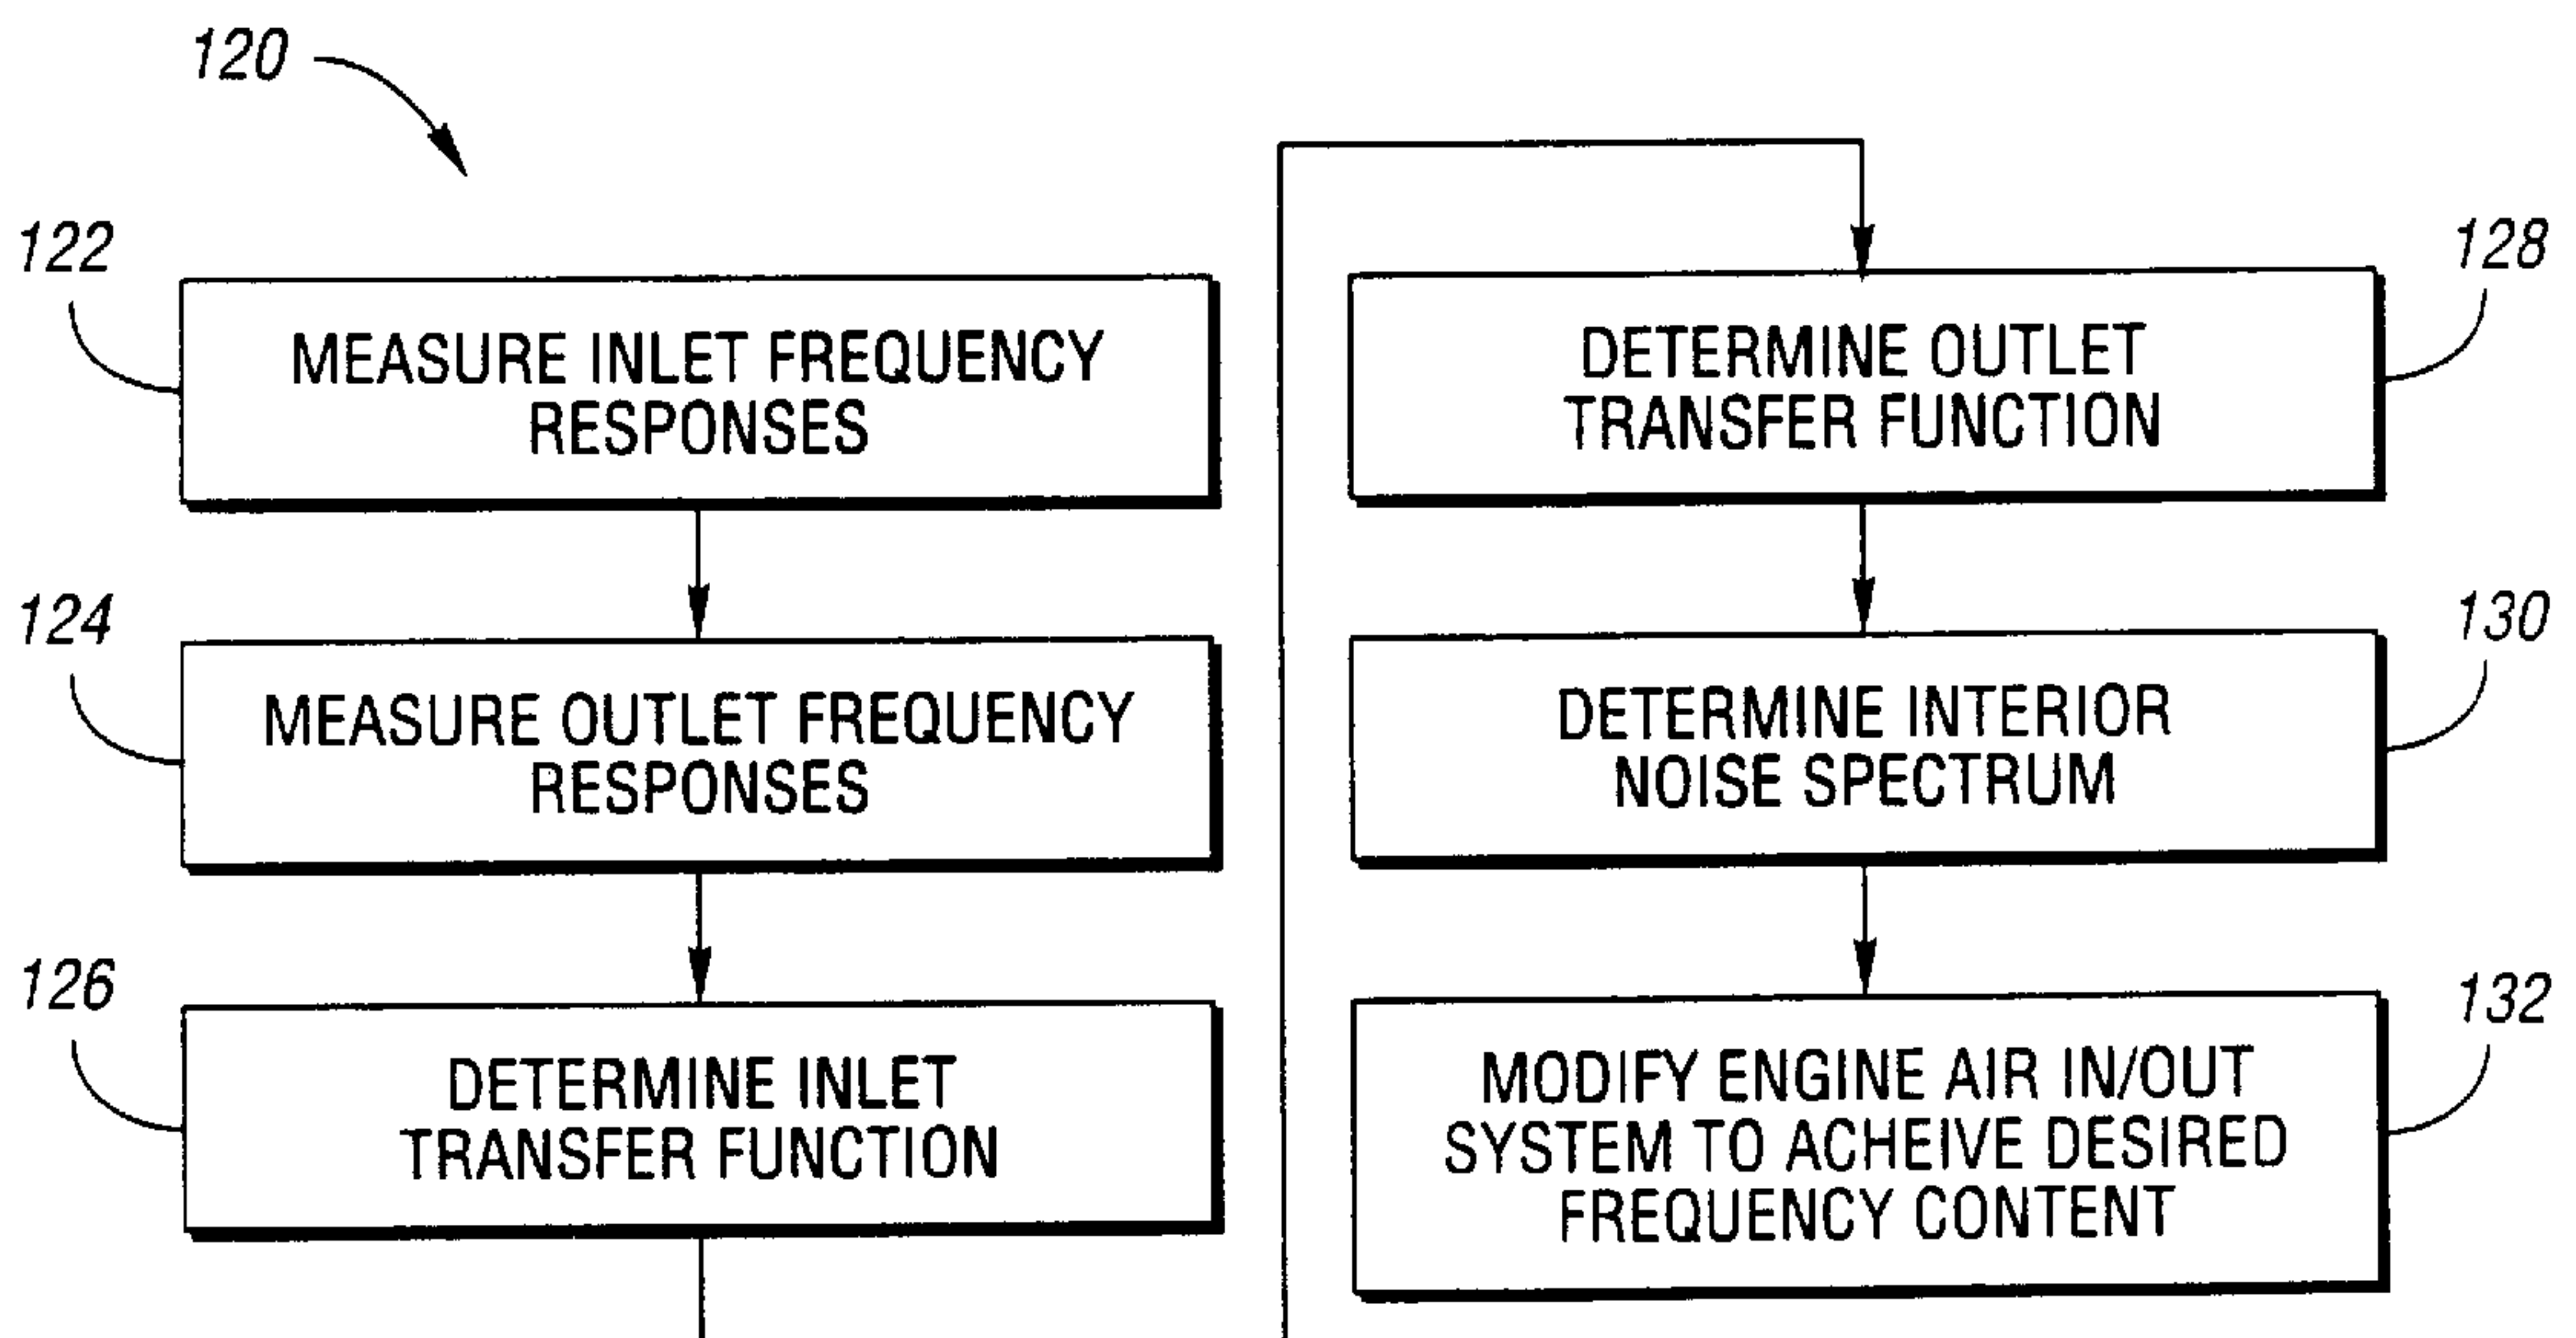 120
122
MEASURE INLET FREQUENCY
RESPONSES
124
MEASURE OUTLET FREQUENCY
RESPONSES
126
DETERMINE INLET
TRANSFER FUNCTION
128
DETERMINE OUTLET
TRANSFER FUNCTION
130
DETERMINE INTERIOR
NOISE SPECTRUM
132
MODIFY ENGINE AIR IN/OUT
SYSTEM TO ACHEIVE DESIRED
FREQUENCY CONTENT